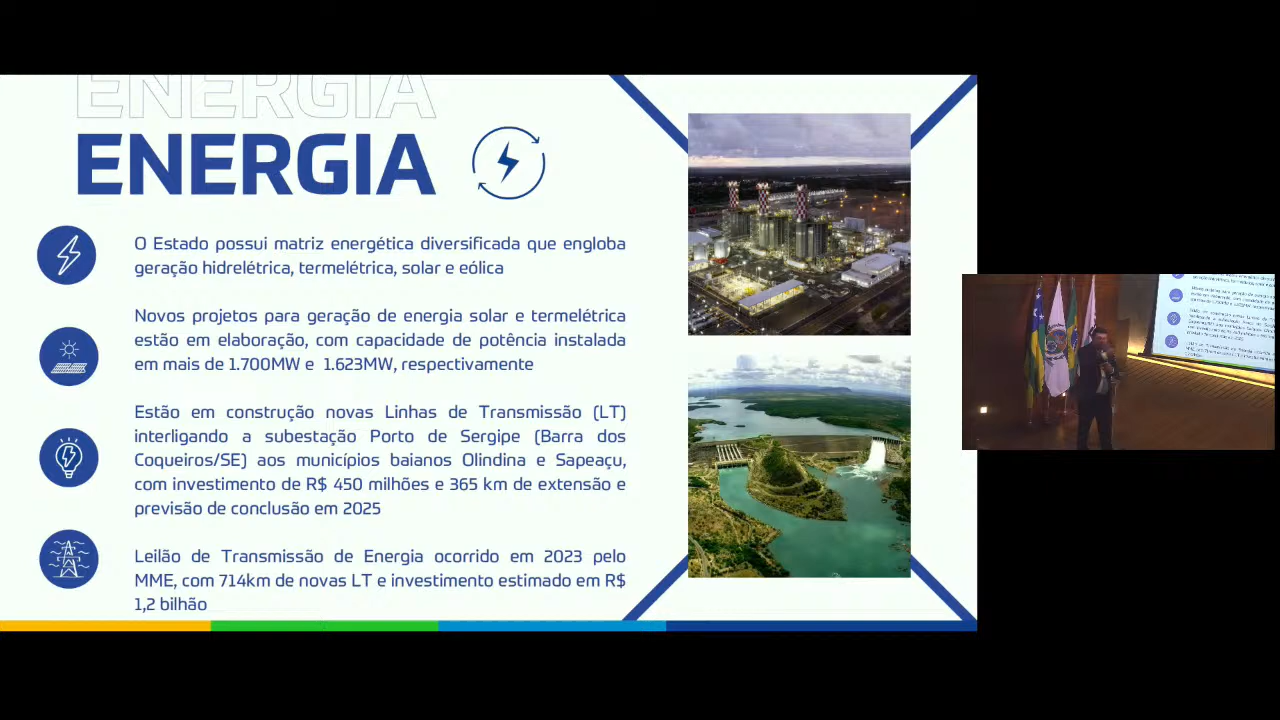 ENERGIA
ENERGIA
O Estado possui matriz energética diversificada que engloba
geração hidrelétrica, termelétrica, solar e eólica
Novos projetos para geração de energia solar e termelétrica
estão em elaboração, com capacidade de potência instalada
em mais de 1.700MW e 1.623MW, respectivamente
Estão em construção novas Linhas de Transmissão (LT)
interligando a subestação Porto de Sergipe (Barra dos
Coqueiros/SE) aos municípios baianos Olindina e Sapeaçu,
com investimento de R$ 450 milhões e 365 km de extensão e
previsão de conclusão em 2025
Leilão de Transmissão de Energia ocorrido em 2023 pelo
MME, com 714km de novas LT e investimento estimado em R$
1,2 bilhão